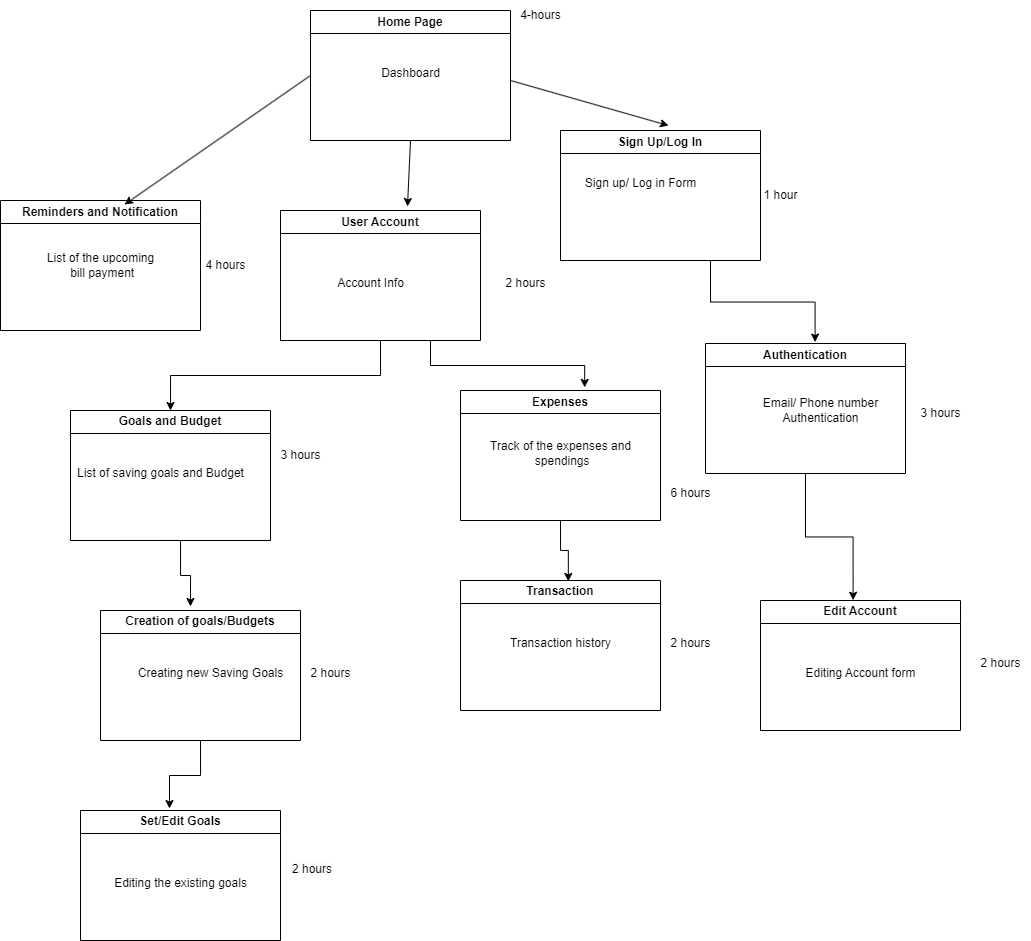 Home Page
4-hours
Dashboard
Sign Up/Log In
Sign up/ Log in Form
1 hour
Reminders and Notification
List of the upcoming
bill payment
4 hours
User Account
Account Info
2 hours
Authentication
Email/ Phone number
Authentication
3 hours
Goals and Budget
List of saving goals and Budget
3 hours
Expenses
Track of the expenses and
spendings
6 hours
Transaction
Transaction history
2 hours
Edit Account
Editing Account form
2 hours
Creation of goals/Budgets
Creating new Saving Goals
2 hours
Set/Edit Goals
Editing the existing goals
2 hours